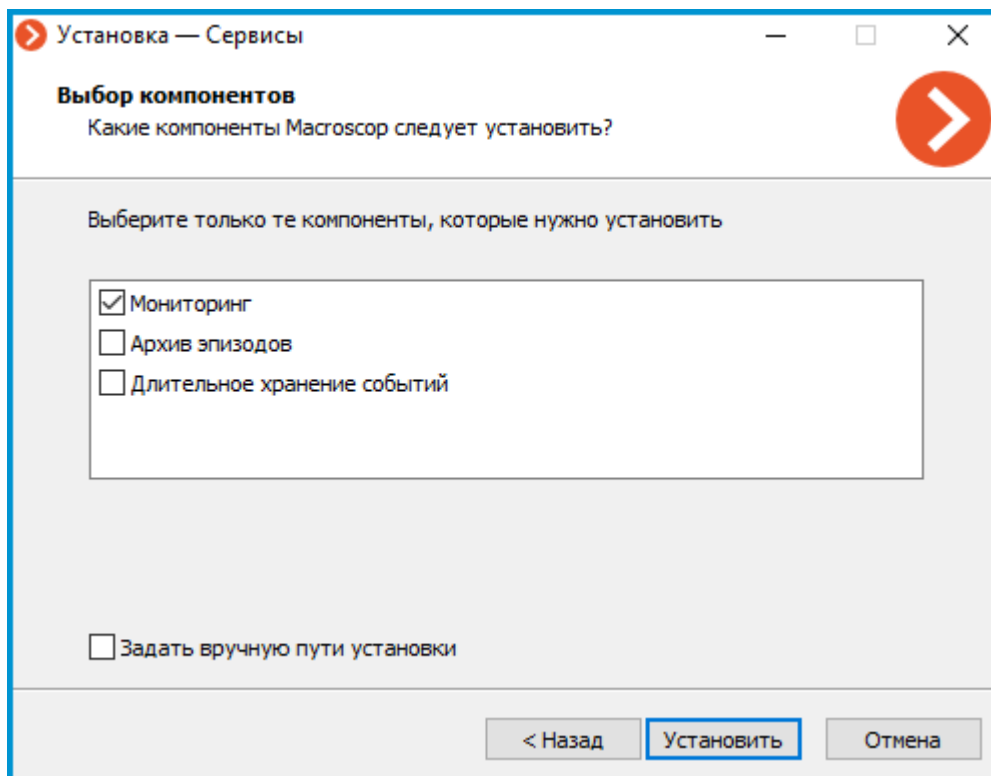 Установка — Сервисы
Выбор компонентов
Какие компоненты Macroscop следует установить?
Выберите только те компоненты, которые нужно установить
Мониторинг
Архив эпизодов
Длительное хранение событий
Задать вручную пути установки
< Назад
Установить
Отмена